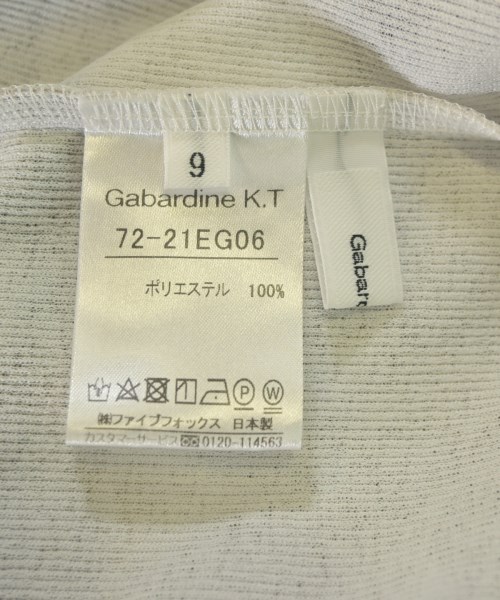 9
Gabardine K.T
72-21EG06
ポリエステル 100%
P W
㈱ファイブフォックス 日本製
カスタマーサービス 0120-114563
Gabar